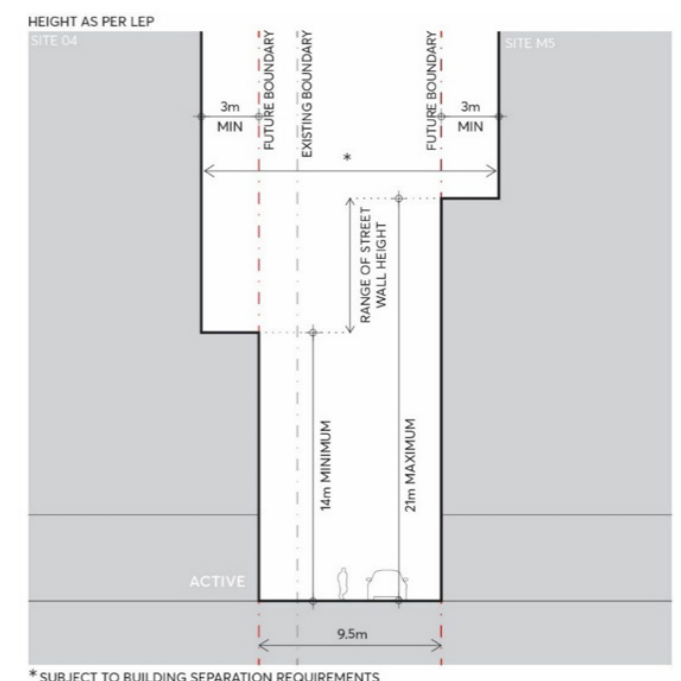 HEIGHT AS PER LEP
SITE 04
SITE M5
FUTURE BOUNDARY
EXISTING BOUNDARY
FUTURE BOUNDARY
3m
MIN
3m
MIN
*
RANGE OF STREET
WALL HEIGHT
14m MINIMUM
21m MAXIMUM
ACTIVE
9.5m
* SUBJECT TO BUILDING SEPARATION REQUIREMENTS